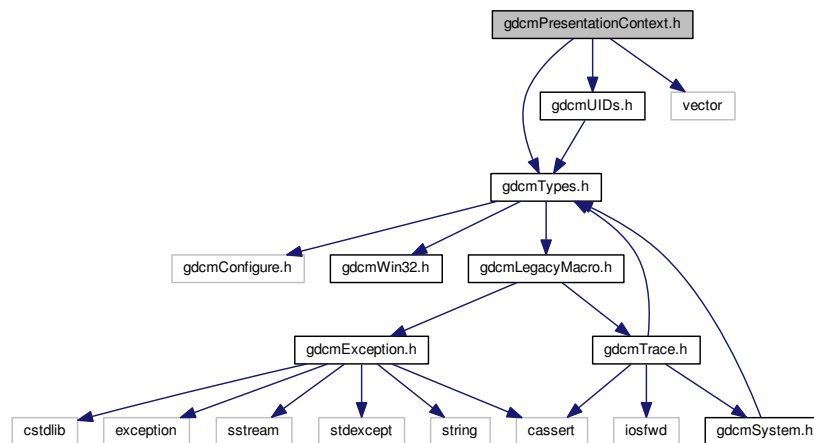 gdcmPresentationContext.h
gdcmUIDs.h
vector
gdcmTypes.h
gdcmConfigure.h
gdcmWin32.h
gdcmLegacyMacro.h
gdcmException.h
gdcmTrace.h
cstdlib
exception
sstream
stdexcept
string
cassert
iosfwd
gdcmSystem.h